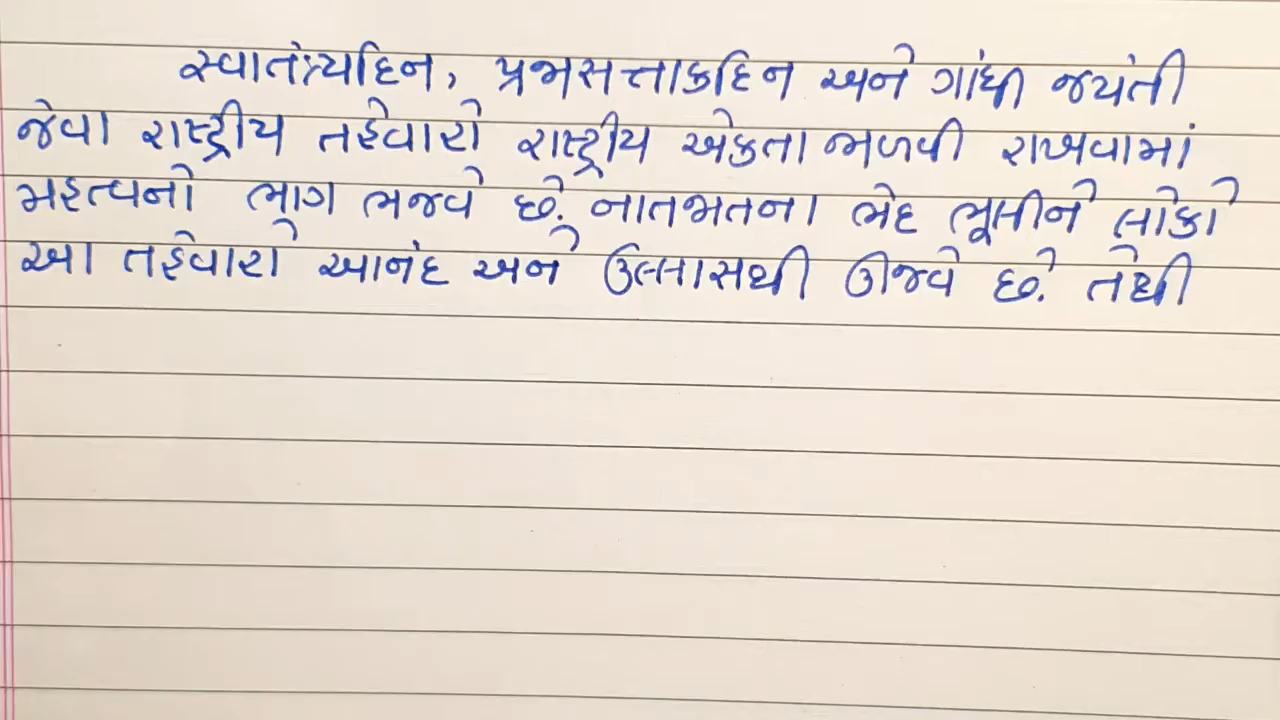 સ્વાતંત્ર્યદિન, પ્રજાસત્તાકદિન અને ગાંધી જયંતી
જેવા રાષ્ટ્રીય તહેવારો રાષ્ટ્રીય એકતા જાળવી રાખવામાં
મહત્વનો ભાગ ભજવે છે. નાતજાતના ભેદ ભૂલીને લોકો
આ તહેવારો આનંદ અને ઉલ્લાસથી ઊજવે છે. તેથી